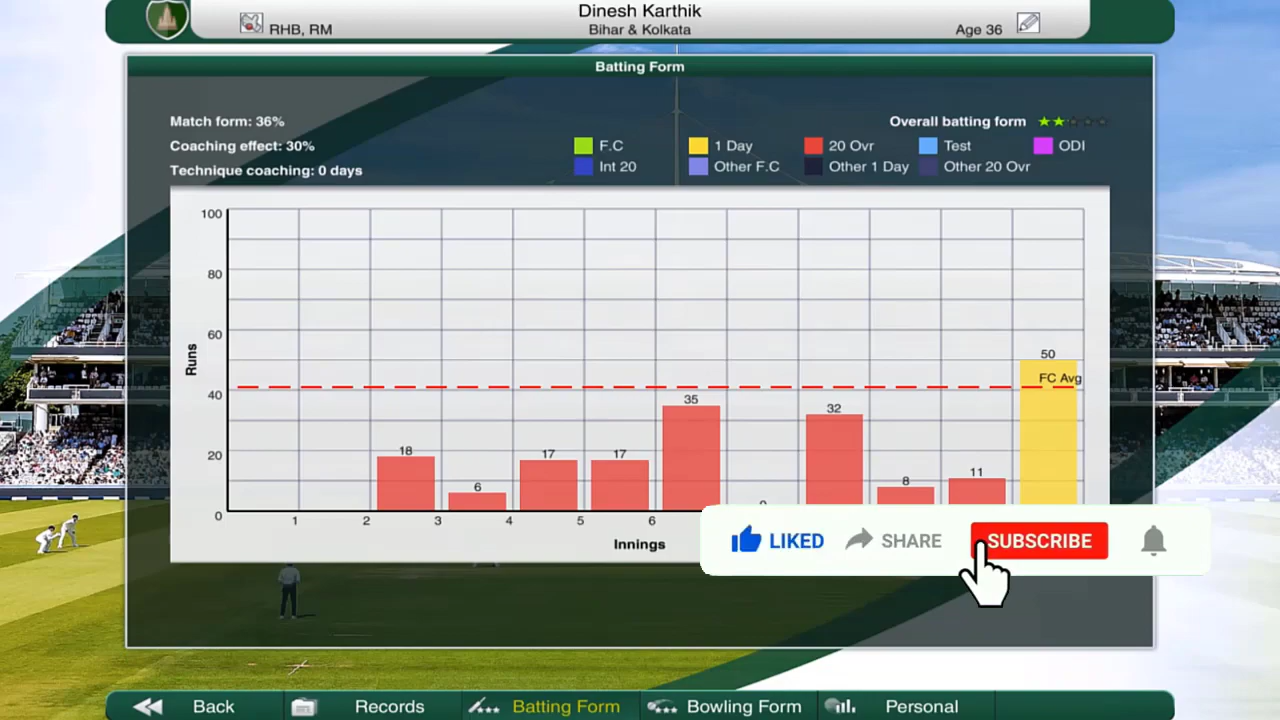 Dinesh Karthik
RHB, RM
Bihar & Kolkata
Age 36
Batting Form
Match form: 36%
Overall batting form
Coaching effect: 30%
F.C 1 Day 20 Ovr Test ODI
Technique coaching: 0 days
Int 20 Other F.C Other 1 Day Other 20 Ovr
100
80
60
40
20
0
Runs
50
FC Avg
35
32
18
17
17
11
8
6
1 2 3 4 5 6
Innings
LIKED SHARE SUBSCRIBE
Back Records Batting Form Bowling Form Personal